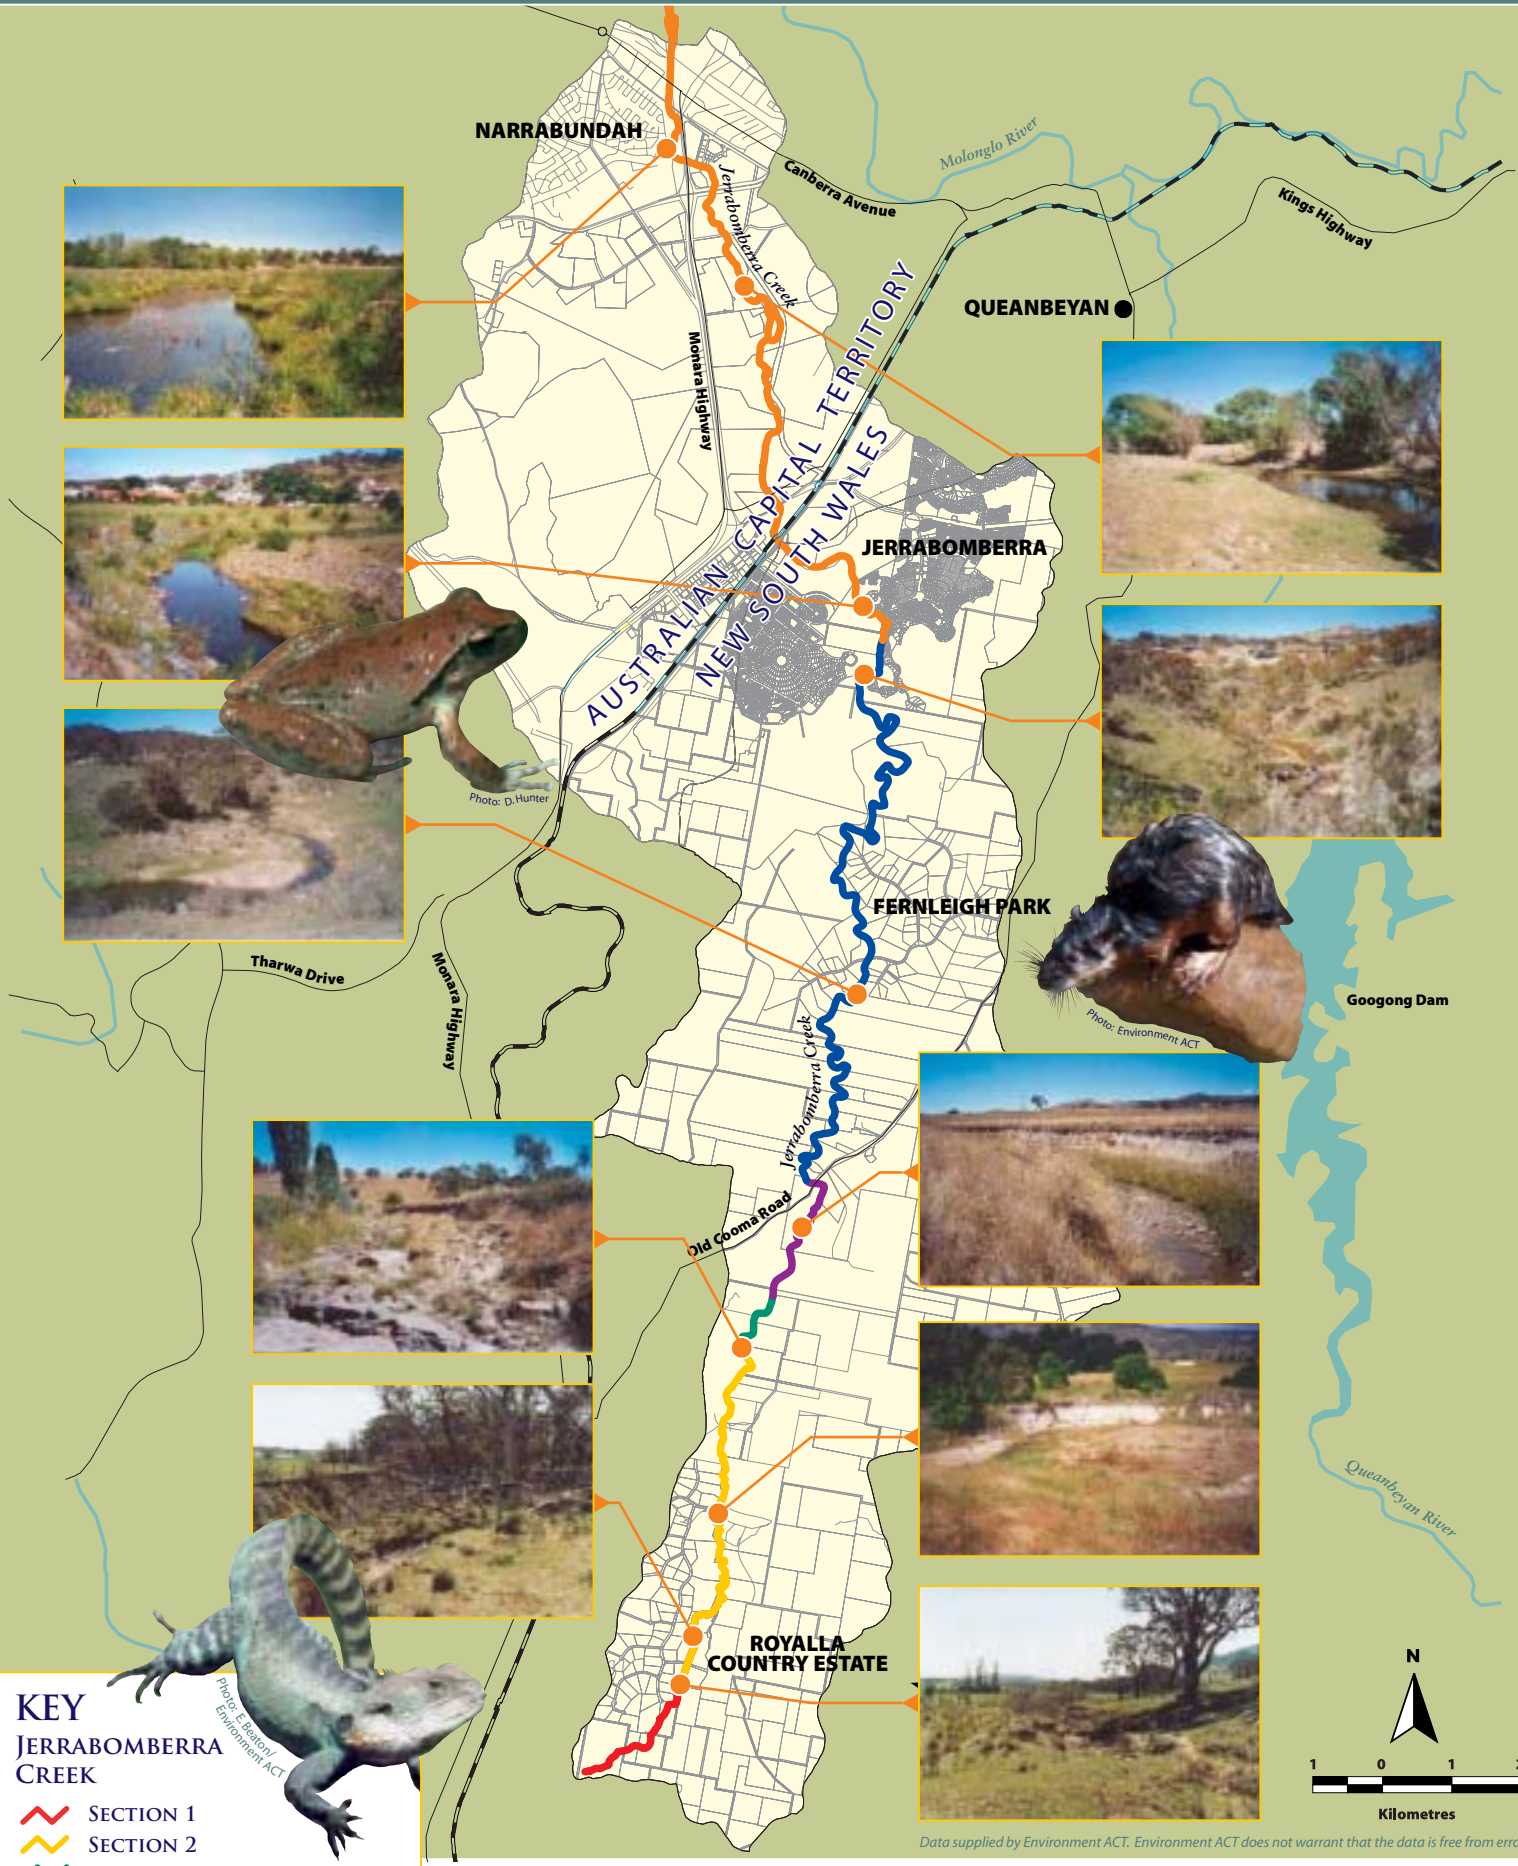 NARRABUNDAH
Molonglo River
Canberra Avenue
Kings Highway
Jerrabomberra Creek
QUEANBEYAN
Monara Highway
AUSTRALIAN CAPITAL TERRITORY
NEW SOUTH WALES
JERRABOMBERRA
Photo: D. Hunter
FERNLEIGH PARK
Tharwa Drive
Monara Highway
Googong Dam
Photo: Environment ACT
Jerrabomberra Creek
Old Cooma Road
Queanbeyan River
ROYALLA
COUNTRY ESTATE
N
KEY
JERRABOMBERRA
CREEK
Photo: E. Beaton/
Environment ACT
SECTION 1
SECTION 2
1 0 1
Kilometres
Data supplied by Environment ACT. Environment ACT does not warrant that the data is free from erro